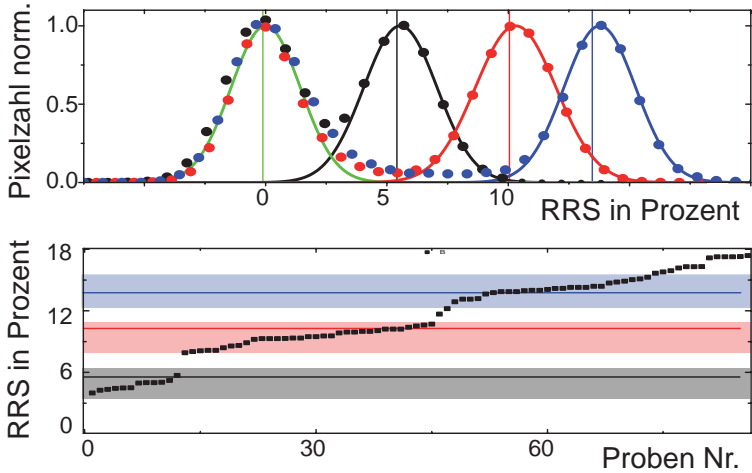 Pixelzahl norm.
1.0
0.5
0.0
0 5 10
RRS in Prozent
RRS in Prozent
18
12
6
0
B
0 30 60
Proben Nr.